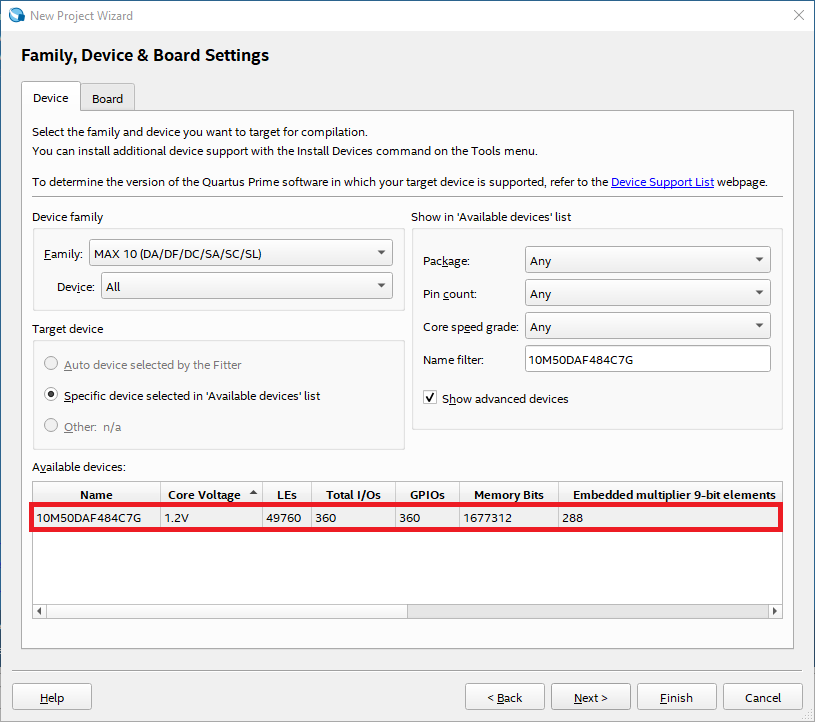 New Project Wizard
Family, Device & Board Settings
Device Board
Select the family and device you want to target for compilation.
You can install additional device support with the Install Devices command on the Tools menu.
To determine the version of the Quartus Prime software in which your target device is supported, refer to the Device Support List webpage.
Device family
Family: MAX 10 (DA/DF/DC/SA/SC/SL)
Device: All
Target device
Auto device selected by the Fitter
Specific device selected in 'Available devices' list
Other: n/a
Show in 'Available devices' list
Package: Any
Pin count: Any
Core speed grade: Any
Name filter: 10M50DAF484C7G
Show advanced devices
Available devices:
Name Core Voltage LEs Total I/Os GPIOs Memory Bits Embedded multiplier 9-bit elements
10M50DAF484C7G 1.2V 49760 360 360 1677312 288
Help < Back Next > Finish Cancel